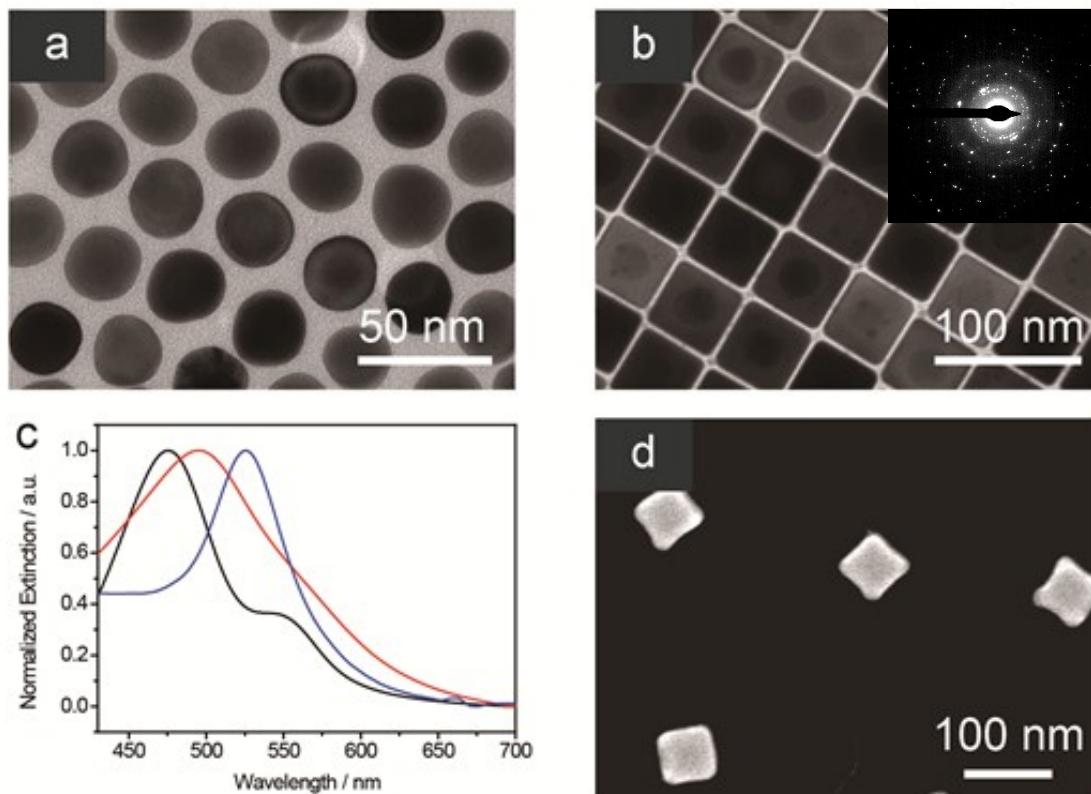 a
50 nm
b
100 nm
c
Normalized Extinction / a.u.
1.0
0.8
0.6
0.4
0.2
0.0
450 500 550 600 650 700
Wavelength / nm
d
100 nm